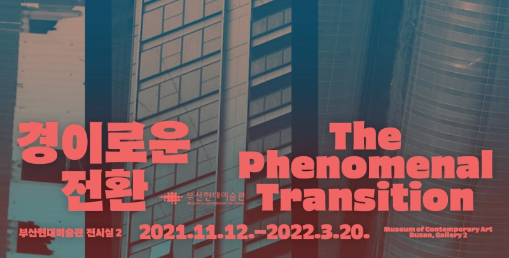 경이로운
전환
The
Phenomenal
Transition
부산현대미술관
부산현대미술관 전시실 2
2021.11.12.–2022.3.20.
Museum of Contemporary Art
Busan, Gallery 2